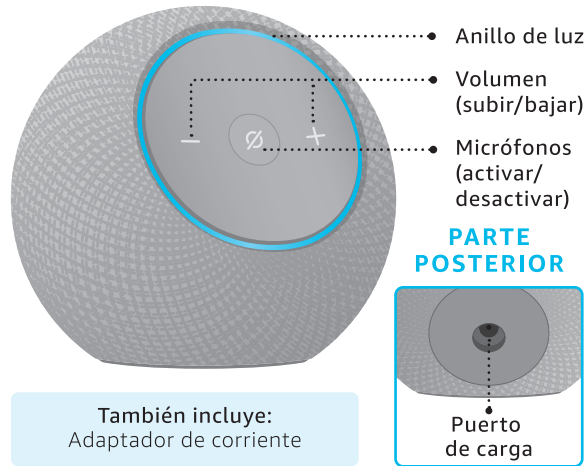 Anillo de luz
Volumen
(subir/bajar)
Micrófonos
(activar/
desactivar)
PARTE
POSTERIOR
Puerto
de carga
También incluye:
Adaptador de corriente